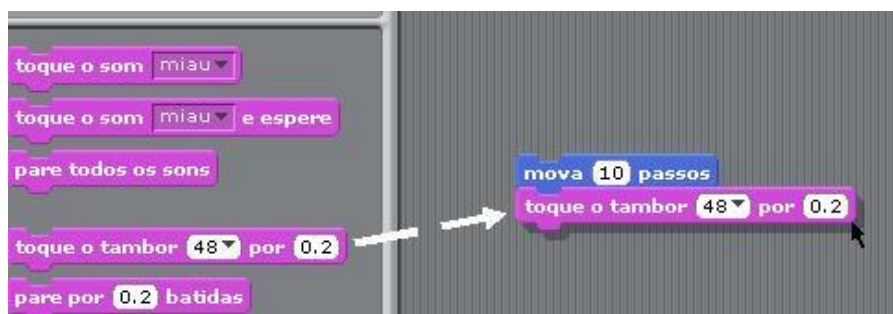 toque o som miau
toque o som miau e espere
pare todos os sons
toque o tambor 48 por 0.2
pare por 0.2 batidas
mova 10 passos
toque o tambor 48 por 0.2